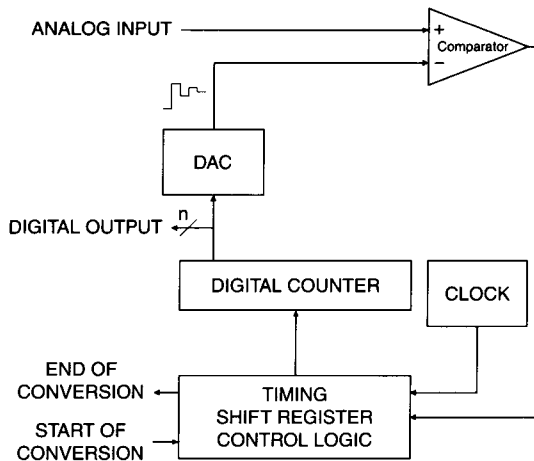 ANALOG INPUT
+
Comparator
−
DAC
n
DIGITAL OUTPUT
DIGITAL COUNTER
CLOCK
END OF
CONVERSION
TIMING
SHIFT REGISTER
CONTROL LOGIC
START OF
CONVERSION